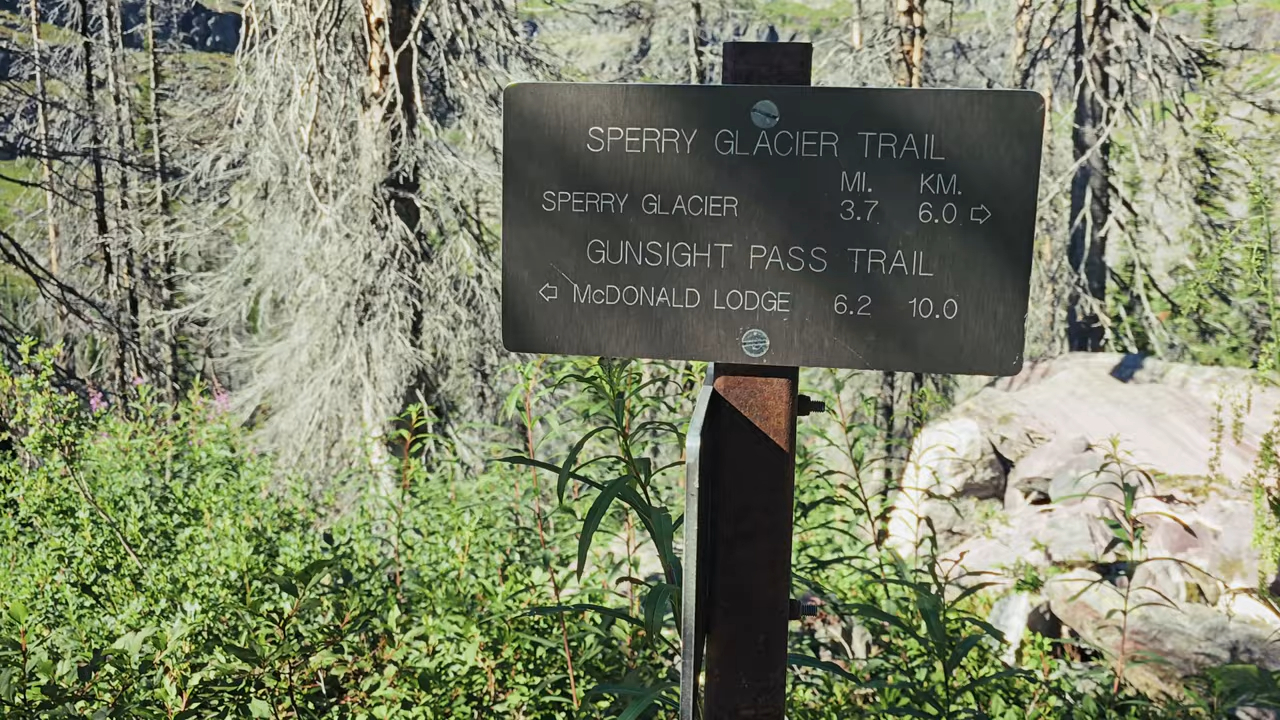 SPERRY GLACIER TRAIL
MI. KM.
SPERRY GLACIER 3.7 6.0 ⇨
GUNSIGHT PASS TRAIL
⇦ McDONALD LODGE 6.2 10.0